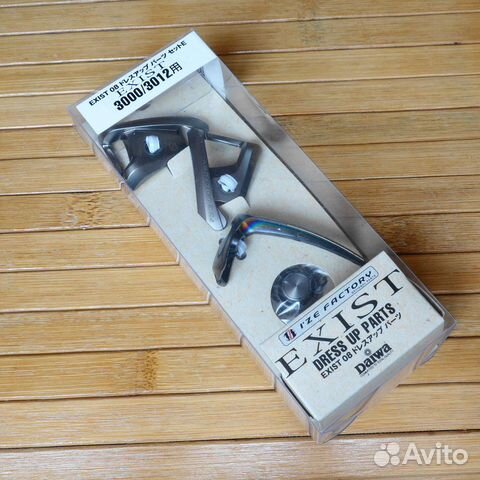 EXIST 08 ドレスアップ パーツ セットE
EXIST
3000/3012用
I'ZE FACTORY
EXIST
DRESS UP PARTS
EXIST 08 ドレスアップ パーツ
Daiwa
Avito